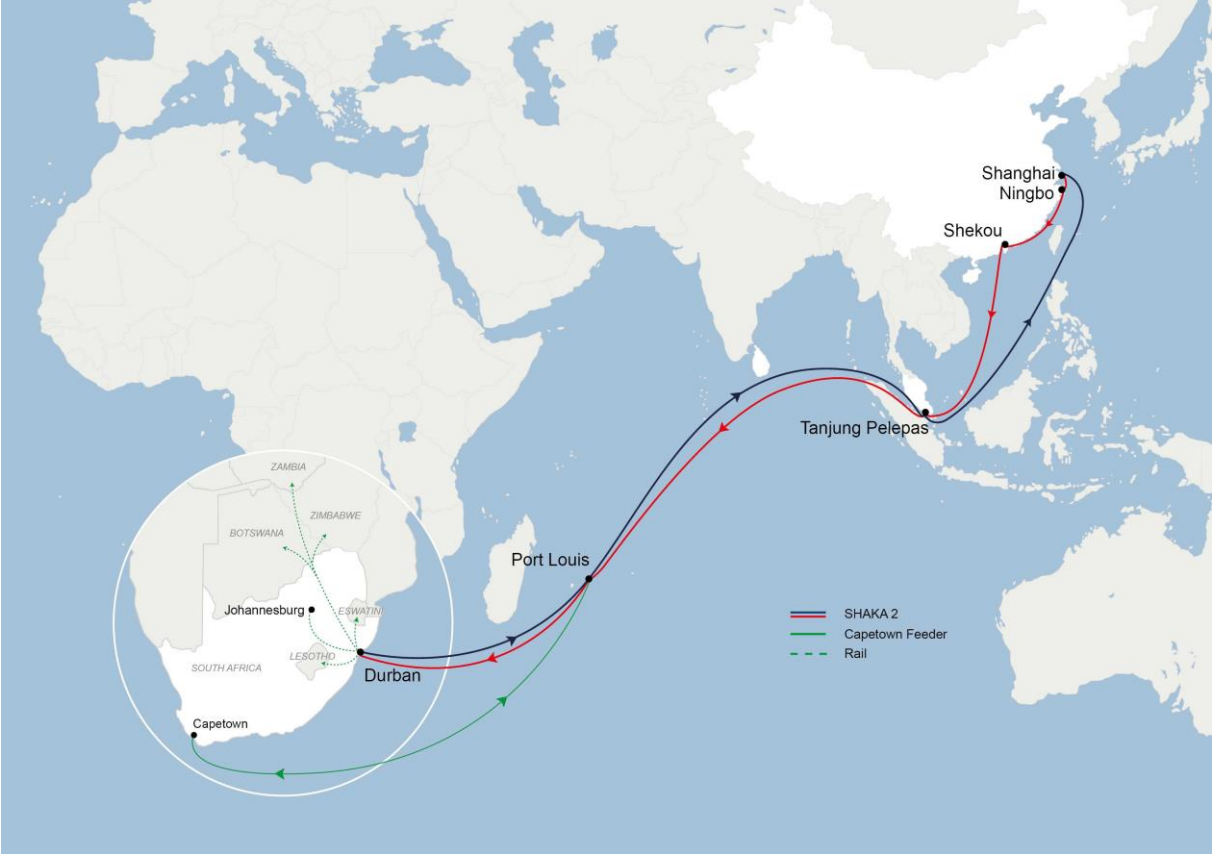 Shanghai
Ningbo
Shekou
Tanjung Pelepas
ZAMBIA
ZIMBABWE
BOTSWANA
Port Louis
Johannesburg
ESWATINI
SHAKA 2
Capetown Feeder
Rail
LESOTHO
SOUTH AFRICA
Durban
Capetown